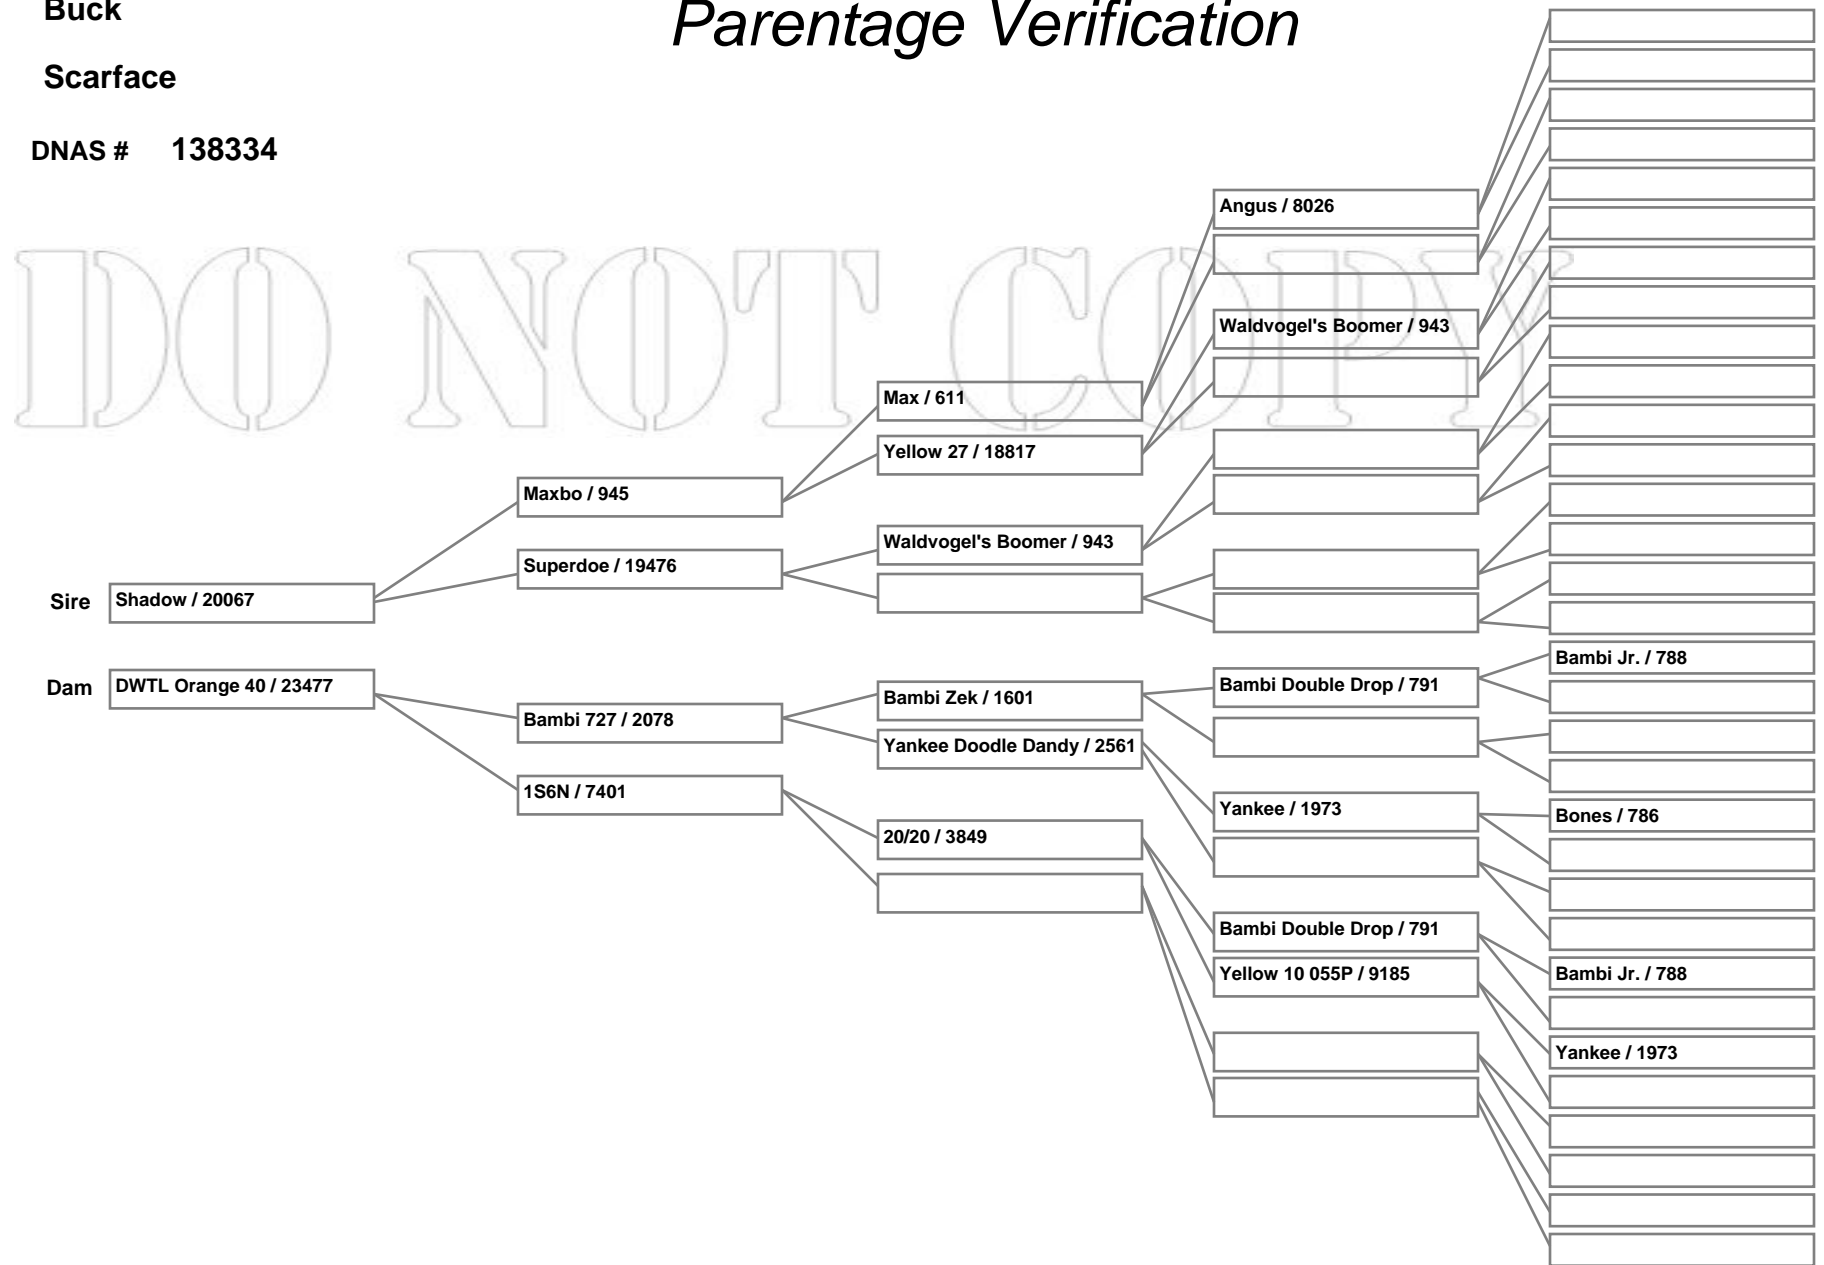 Buck
Parentage Verification
Scarface
DNAS # 138334
DO NOT COPY
Sire
Shadow / 20067
Dam
DWTL Orange 40 / 23477
Maxbo / 945
Superdoe / 19476
Bambi 727 / 2078
1S6N / 7401
Max / 611
Yellow 27 / 18817
Waldvogel's Boomer / 943
Bambi Zek / 1601
Yankee Doodle Dandy / 2561
20/20 / 3849
Angus / 8026
Waldvogel's Boomer / 943
Bambi Double Drop / 791
Yankee / 1973
Bambi Double Drop / 791
Yellow 10 055P / 9185
Bambi Jr. / 788
Bones / 786
Bambi Jr. / 788
Yankee / 1973